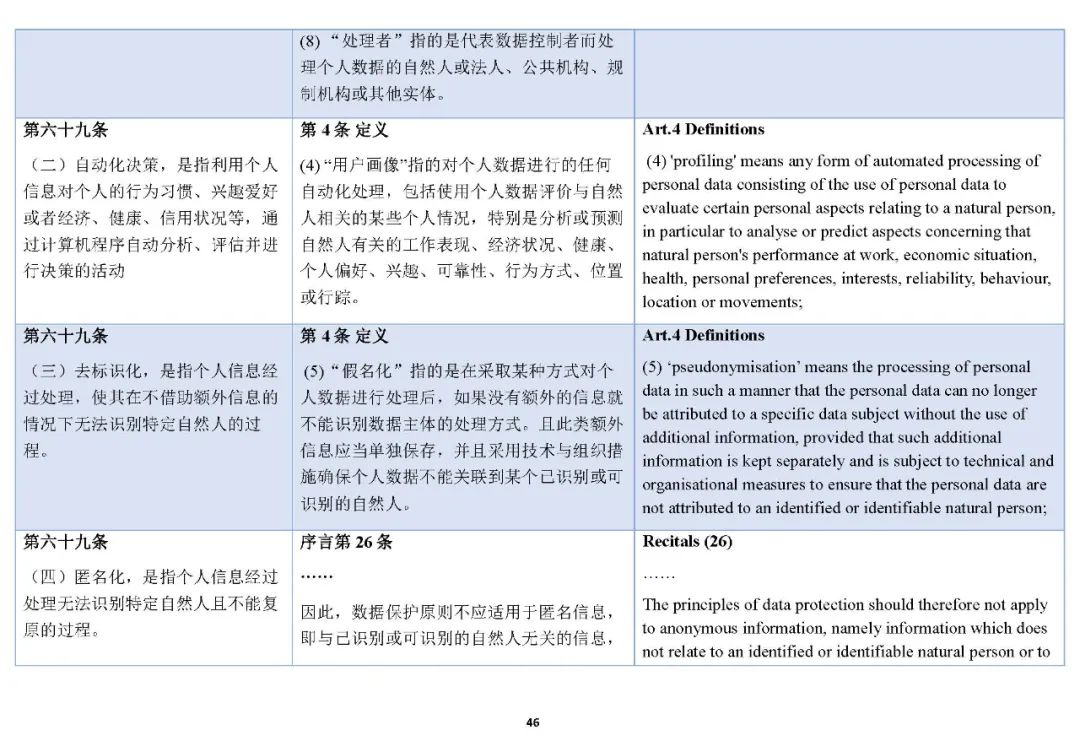 (8) “处理者”指的是代表数据控制者而处
理个人数据的自然人或法人、公共机构、规
制机构或其他实体。
第六十九条
（二）自动化决策，是指利用个人
信息对个人的行为习惯、兴趣爱好
或者经济、健康、信用状况等，通
过计算机程序自动分析、评估并进
行决策的活动
第 4 条 定义
(4) “用户画像”指的对个人数据进行的任何
自动化处理，包括使用个人数据评价与自然
人相关的某些个人情况，特别是分析或预测
自然人有关的工作表现、经济状况、健康、
个人偏好、兴趣、可靠性、行为方式、位置
或行踪。
Art.4 Definitions
(4) 'profiling' means any form of automated processing of
personal data consisting of the use of personal data to
evaluate certain personal aspects relating to a natural person,
in particular to analyse or predict aspects concerning that
natural person's performance at work, economic situation,
health, personal preferences, interests, reliability, behaviour,
location or movements;
第六十九条
（三）去标识化，是指个人信息经
过处理，使其在不借助额外信息的
情况下无法识别特定自然人的过
程。
第 4 条 定义
(5) “假名化”指的是在采取某种方式对个
人数据进行处理后，如果没有额外的信息就
不能识别数据主体的处理方式。且此类额外
信息应当单独保存，并且采用技术与组织措
施确保个人数据不能关联到某个已识别或可
识别的自然人。
Art.4 Definitions
(5) ‘pseudonymisation’ means the processing of personal
data in such a manner that the personal data can no longer
be attributed to a specific data subject without the use of
additional information, provided that such additional
information is kept separately and is subject to technical and
organisational measures to ensure that the personal data are
not attributed to an identified or identifiable natural person;
第六十九条
（四）匿名化，是指个人信息经过
处理无法识别特定自然人且不能复
原的过程。
序言第 26 条
……
因此，数据保护原则不应适用于匿名信息，
即与已识别或可识别的自然人无关的信息，
Recitals (26)
……
The principles of data protection should therefore not apply
to anonymous information, namely information which does
not relate to an identified or identifiable natural person or to
46